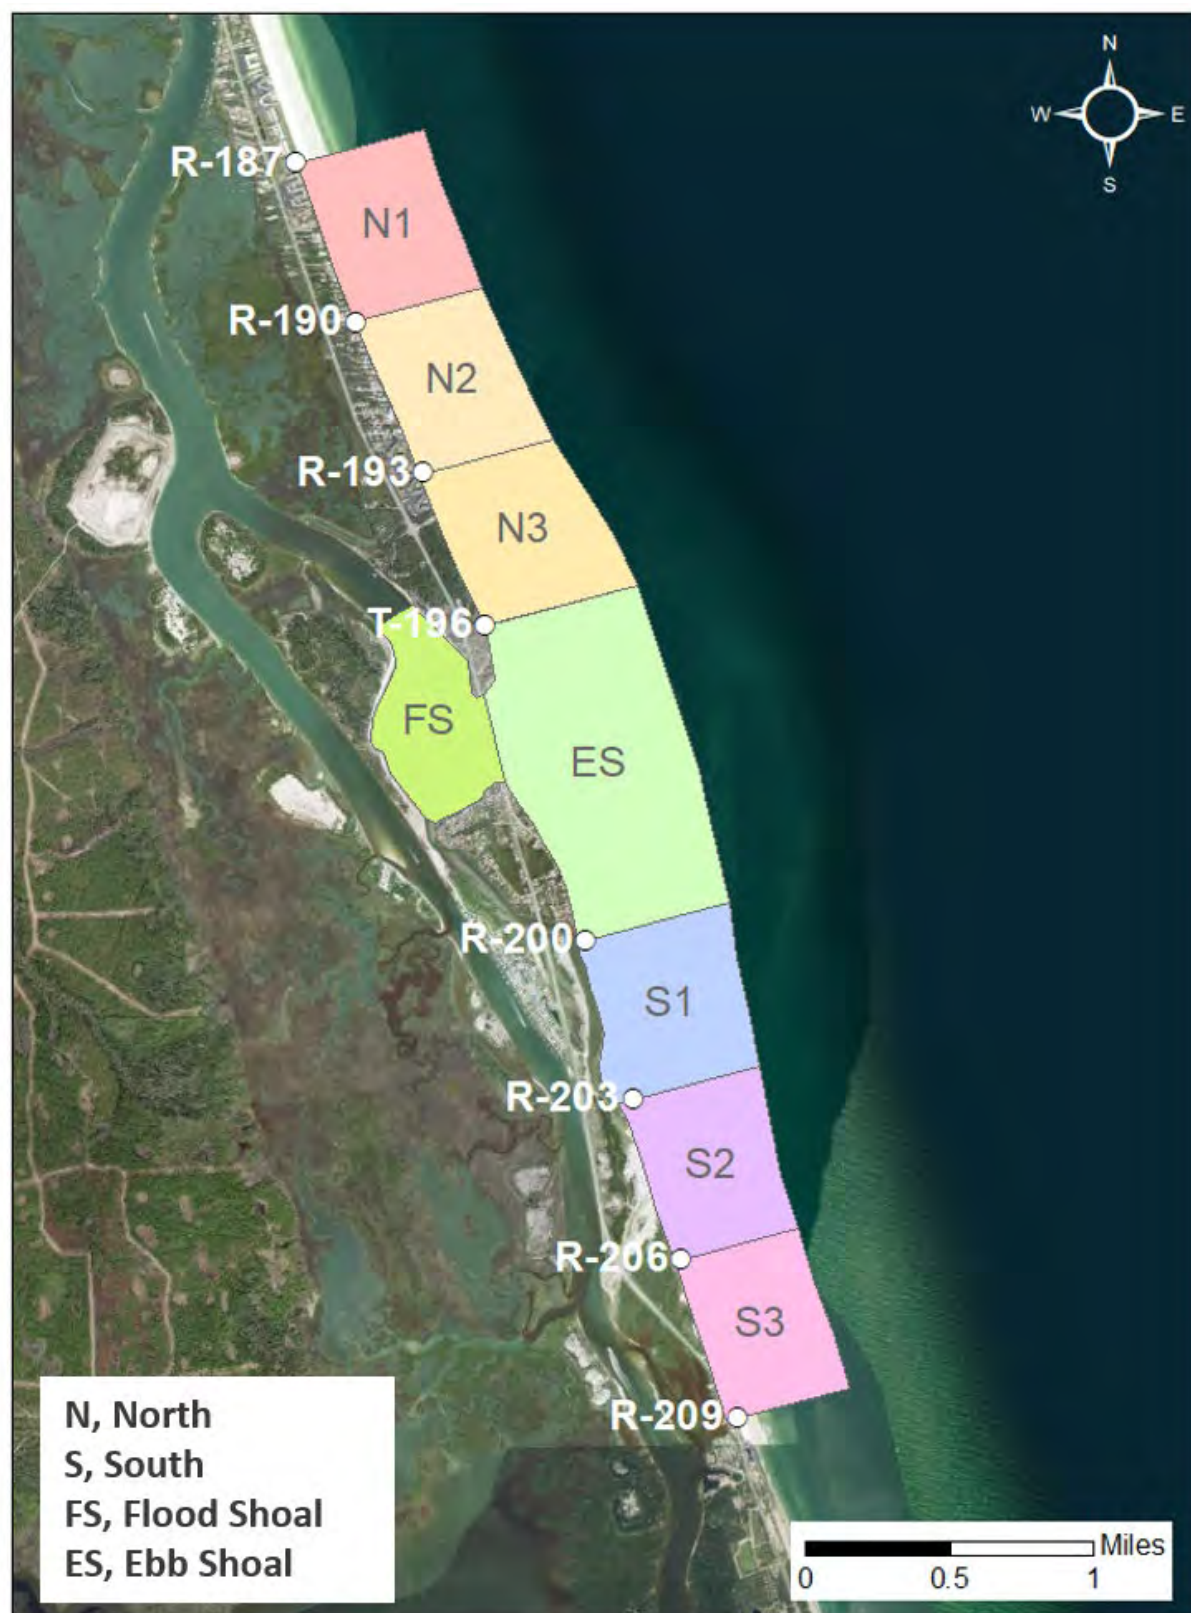 N
W E
S
R-187
N1
R-190
N2
R-193
N3
T-196
FS
ES
R-200
S1
R-203
S2
R-206
S3
R-209
N, North
S, South
FS, Flood Shoal
ES, Ebb Shoal
Miles
0 0.5 1